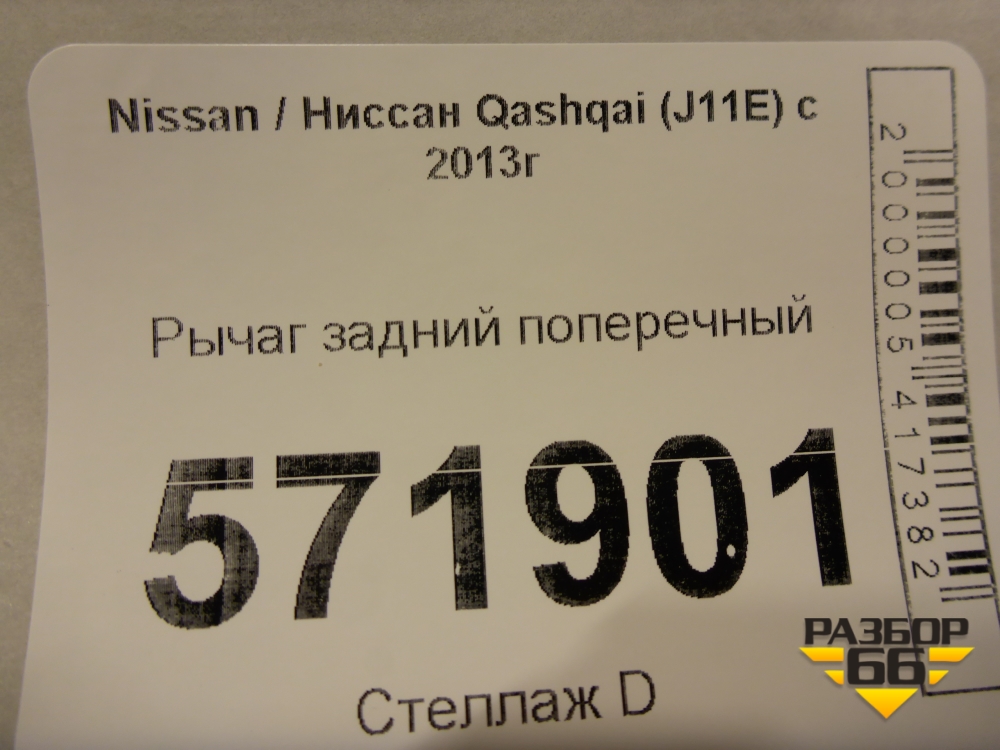 Nissan / Ниссан Qashqai (J11E) с
2013г
Рычаг задний поперечный
571901
Стеллаж D
2000005417382
РАЗБОР
66